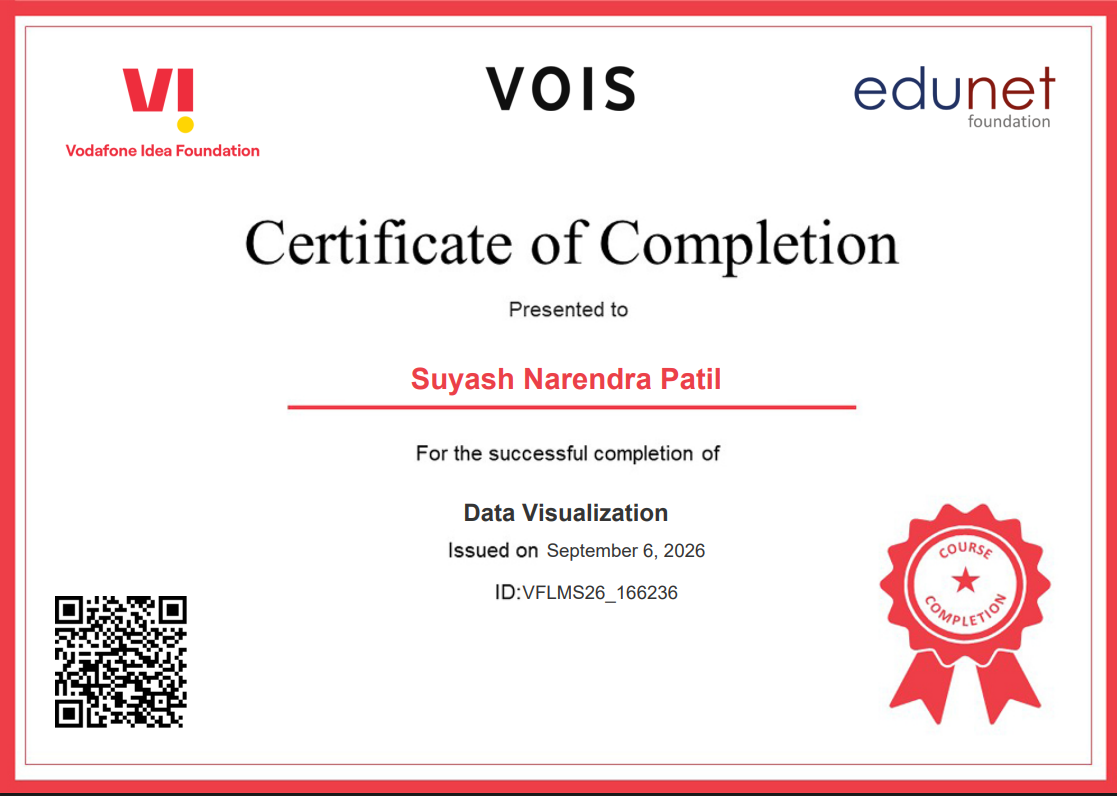 VI
Vodafone Idea Foundation
VOIS
edunet
foundation
Certificate of Completion
Presented to
Suyash Narendra Patil
For the successful completion of
Data Visualization
Issued on September 6, 2026
ID:VFLMS26_166236
COURSE
COMPLETION